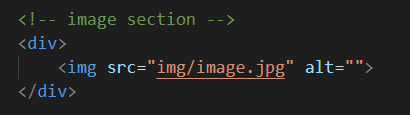 <!-- image section -->
<div>
    <img src="img/image.jpg" alt="">
</div>